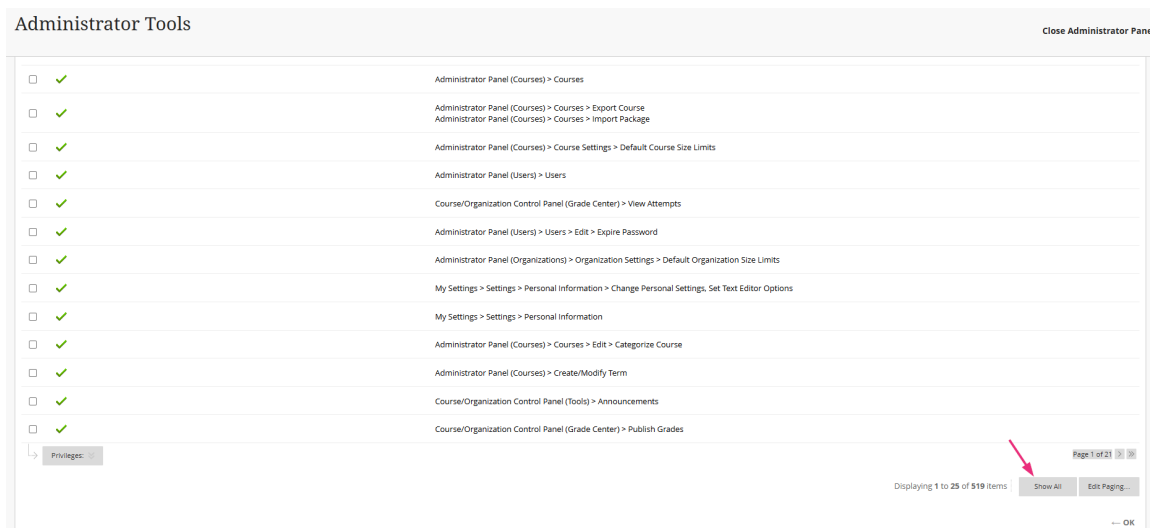 Administrator Tools
Close Administrator Pane
Administrator Panel (Courses) > Courses
Administrator Panel (Courses) > Courses > Export Course
Administrator Panel (Courses) > Courses > Import Package
Administrator Panel (Courses) > Course Settings > Default Course Size Limits
Administrator Panel (Users) > Users
Course/Organization Control Panel (Grade Center) > View Attempts
Administrator Panel (Users) > Users > Edit > Expire Password
Administrator Panel (Organizations) > Organization Settings > Default Organization Size Limits
My Settings > Settings > Personal Information > Change Personal Settings, Set Text Editor Options
My Settings > Settings > Personal Information
Administrator Panel (Courses) > Courses > Edit > Categorize Course
Administrator Panel (Courses) > Create/Modify Term
Course/Organization Control Panel (Tools) > Announcements
Course/Organization Control Panel (Grade Center) > Publish Grades
Privileges:
Page 1 of 21 > »
Displaying 1 to 25 of 519 items
Show All
Edit Paging...
← OK